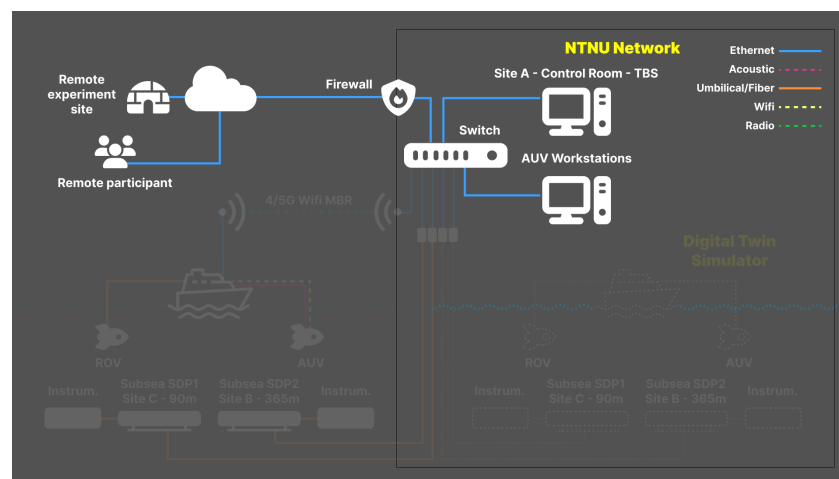 NTNU Network
Ethernet
Acoustic
Umbilical/Fiber
Wifi
Radio
Remote
experiment
site
Firewall
Site A - Control Room - TBS
Switch
AUV Workstations
Remote participant
4/5G Wifi MBR
Digital Twin
Simulator
ROV
AUV
ROV
AUV
Instrum.
Subsea SDP1
Site C - 90m
Subsea SDP2
Site B - 365m
Instrum.
Instrum.
Subsea SDP1
Site C - 90m
Subsea SDP2
Site B - 365m
Instrum.